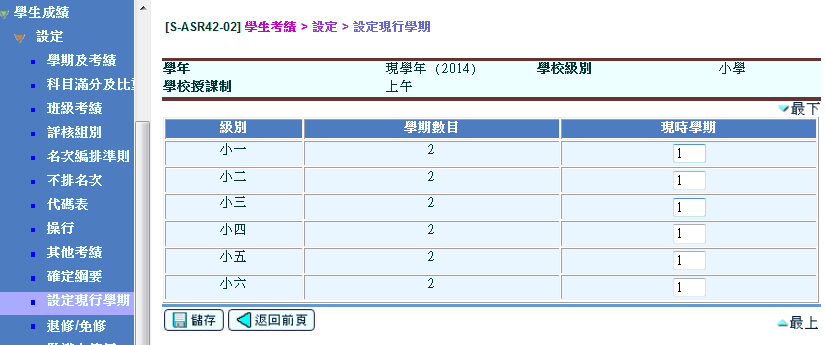 學生成績
設定
學期及考績
科目滿分及比重
班級考績
評核組別
名次編排準則
不排名次
代碼表
操行
其他考績
確定綱要
設定現行學期
退修/免修
[S-ASR42-02] 學生考績 > 設定 > 設定現行學期
學年 現學年 (2014) 學校級別 小學
學校授課制 上午
最下
級別 學期數目 現時學期
小一 2 1
小二 2 1
小三 2 1
小四 2 1
小五 2 1
小六 2 1
儲存 返回前頁
最上